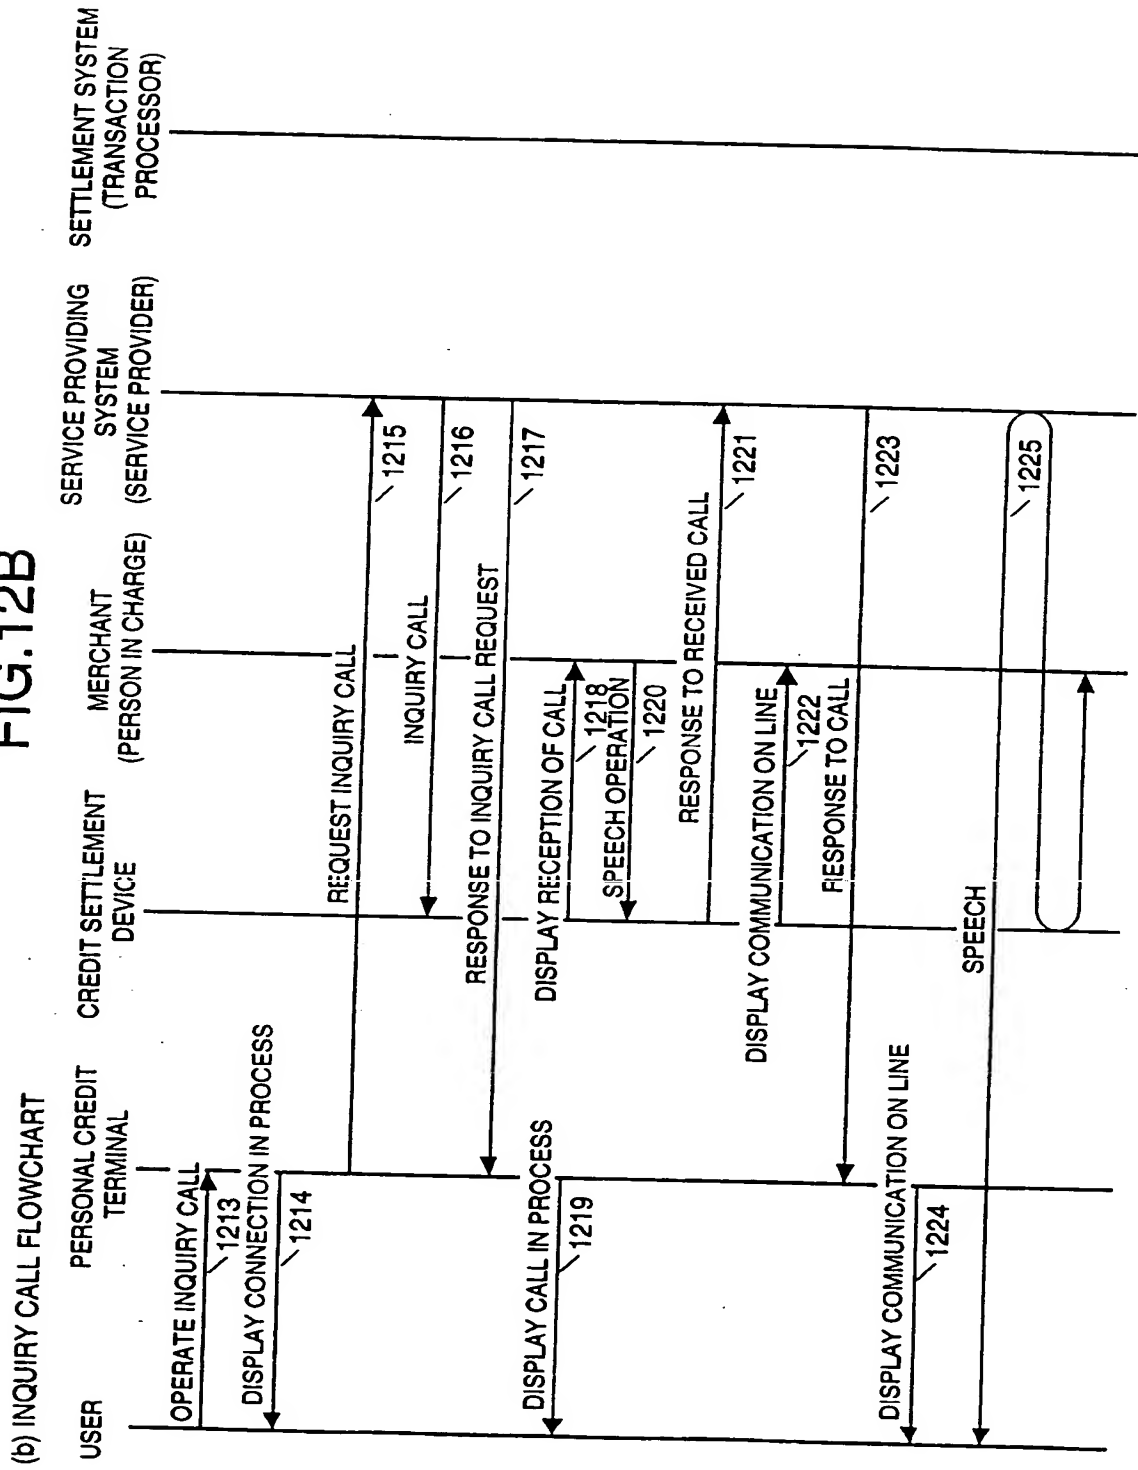 FIG.12B
(b) INQUIRY CALL FLOWCHART
USER
PERSONAL CREDIT
TERMINAL
CREDIT SETTLEMENT
DEVICE
MERCHANT
(PERSON IN CHARGE)
SERVICE PROVIDING
SYSTEM
(SERVICE PROVIDER)
SETTLEMENT SYSTEM
(TRANSACTION
PROCESSOR)
OPERATE INQUIRY CALL
1213
DISPLAY CONNECTION IN PROCESS
1214
REQUEST INQUIRY CALL
1215
INQUIRY CALL
1216
RESPONSE TO INQUIRY CALL REQUEST
1217
DISPLAY RECEPTION OF CALL
1218
DISPLAY CALL IN PROCESS
1219
SPEECH OPERATION
1220
RESPONSE TO RECEIVED CALL
1221
DISPLAY COMMUNICATION ON LINE
1222
RESPONSE TO CALL
1223
DISPLAY COMMUNICATION ON LINE
1224
SPEECH
1225